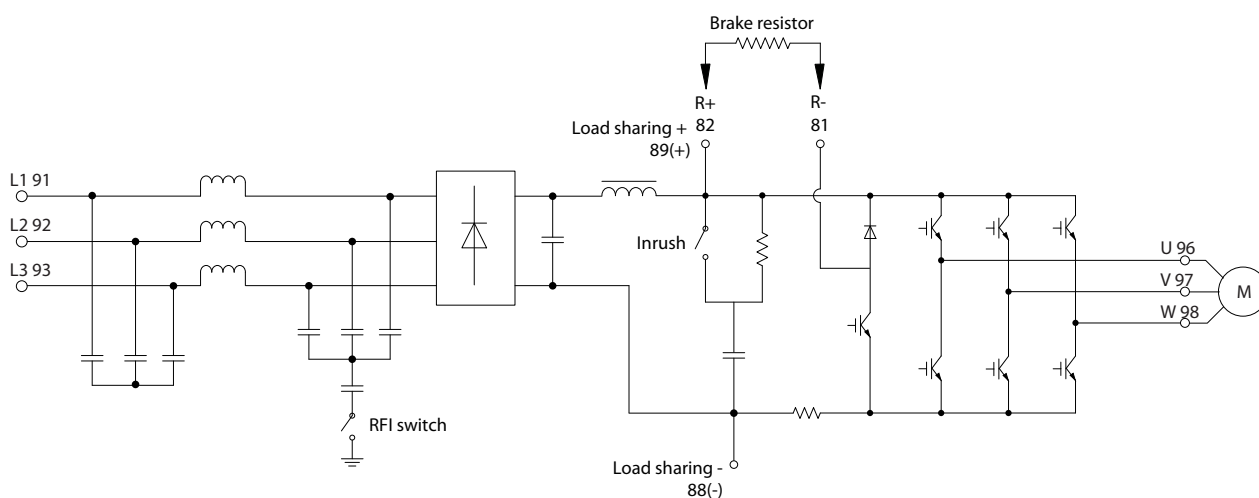 Brake resistor
R+
82
R-
81
Load sharing +
89(+)
L1 91
L2 92
L3 93
Inrush
U 96
V 97
W 98
M
RFI switch
Load sharing -
88(-)